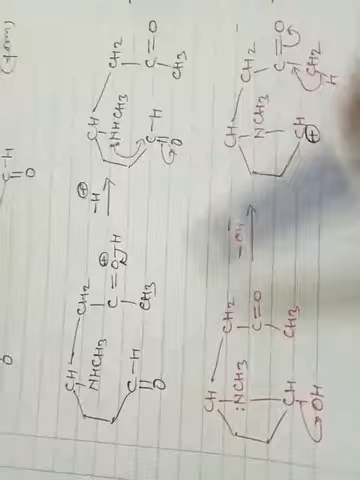 O C–H
O
CH CH2 ⊕ –H CH CH2
NHCH3 C=O–H :NHCH3 C=O
C–H CH3 C–H CH3
O O
CH CH2 –OH CH CH2
:NCH3 C=O NCH3 C=O
CH CH3 CH CH2
OH ⊕ H